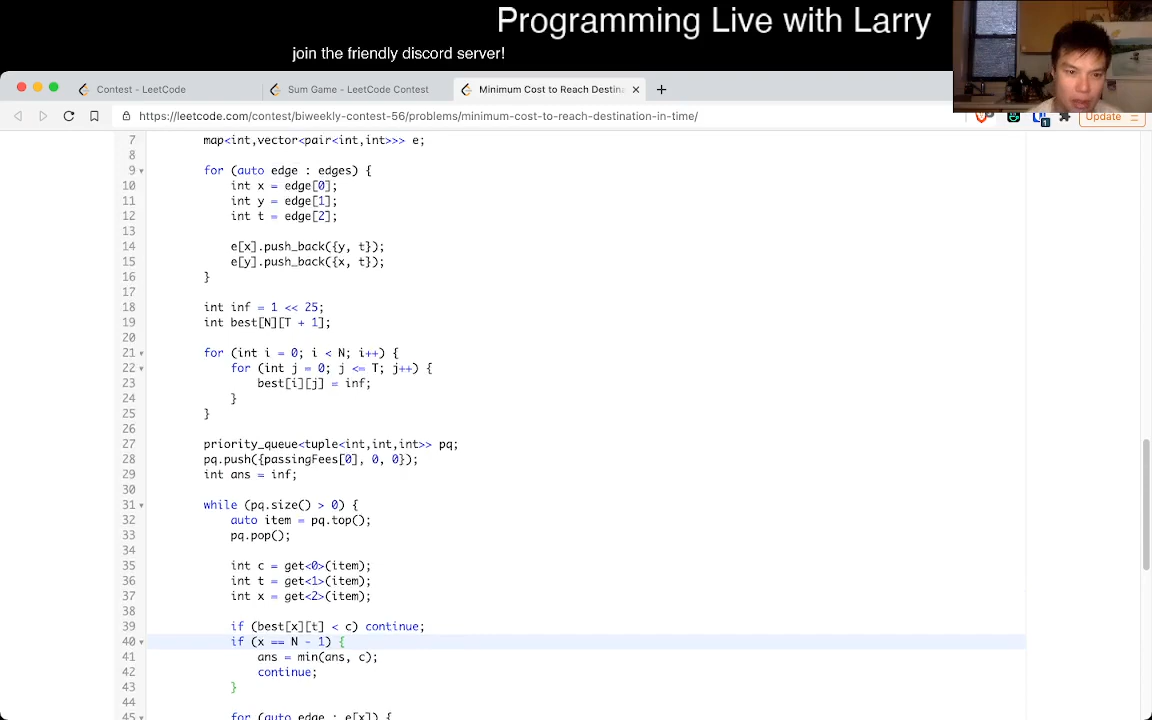 Programming Live with Larry
join the friendly discord server!
Contest - LeetCode
Sum Game - LeetCode Contest
Minimum Cost to Reach Destina
https://leetcode.com/contest/biweekly-contest-56/problems/minimum-cost-to-reach-destination-in-time/
1
Update
7 map<int,vector<pair<int,int>>> e;
8
9 for (auto edge : edges) {
10 int x = edge[0];
11 int y = edge[1];
12 int t = edge[2];
13
14 e[x].push_back({y, t});
15 e[y].push_back({x, t});
16 }
17
18 int inf = 1 << 25;
19 int best[N][T + 1];
20
21 for (int i = 0; i < N; i++) {
22 for (int j = 0; j <= T; j++) {
23 best[i][j] = inf;
24 }
25 }
26
27 priority_queue<tuple<int,int,int>> pq;
28 pq.push({passingFees[0], 0, 0});
29 int ans = inf;
30
31 while (pq.size() > 0) {
32 auto item = pq.top();
33 pq.pop();
34
35 int c = get<0>(item);
36 int t = get<1>(item);
37 int x = get<2>(item);
38
39 if (best[x][t] < c) continue;
40 if (x == N - 1) {
41 ans = min(ans, c);
42 continue;
43 }
44
45 for (auto edge : e[x]) {